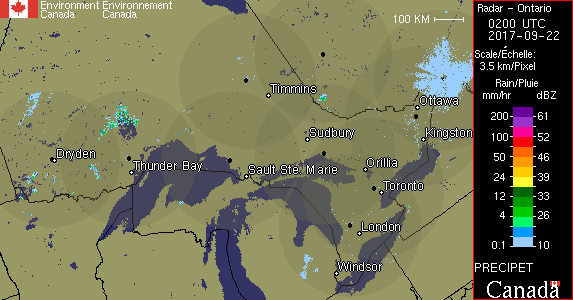 Environment Environnement
Canada Canada
100 KM
Timmins
Ottawa
Sudbury
Kingston
Dryden
Thunder Bay
Sault Ste. Marie
Orillia
Toronto
London
Windsor
Radar - Ontario
0200 UTC
2017-09-22
Scale/Échelle:
3.5 km/Pixel
Rain/Pluie
mm/hr dBZ
200 61
100 52
50 46
24 39
12 33
4 26
0.1 10
PRECIPET
Canada